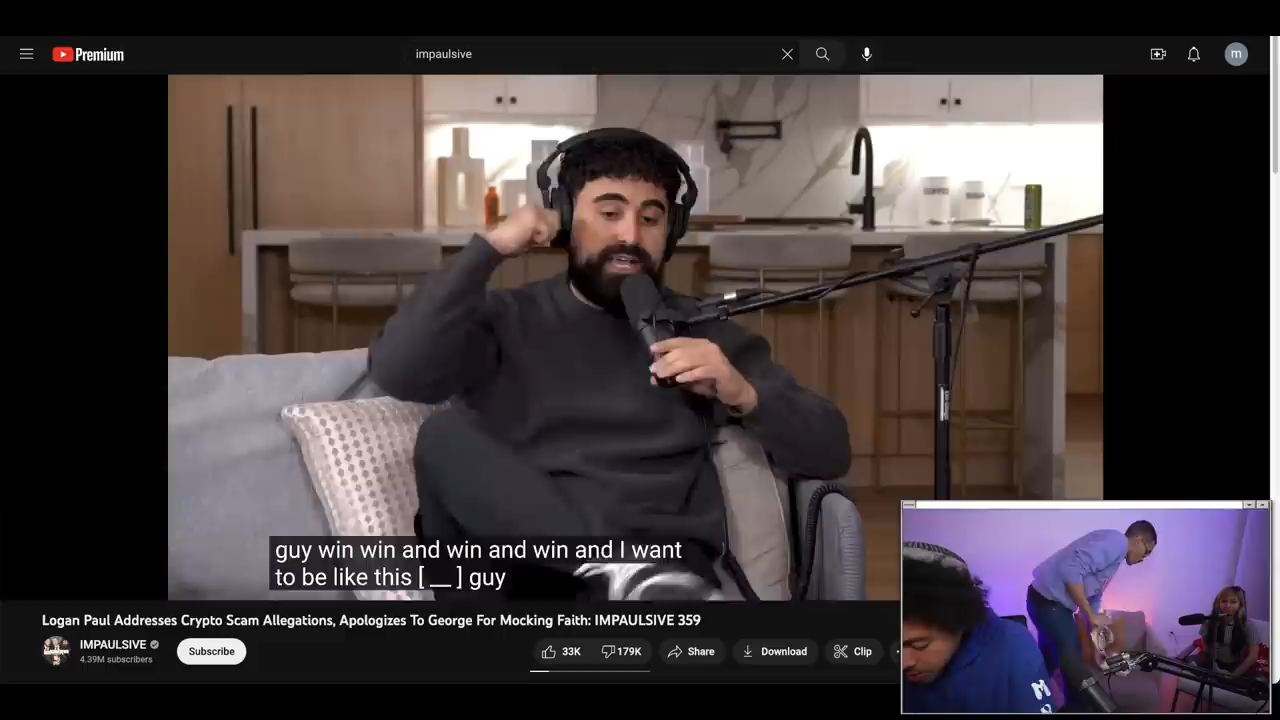 Premium
impaulsive
m
guy win win and win and win and I want
to be like this [ __ ] guy
Logan Paul Addresses Crypto Scam Allegations, Apologizes To George For Mocking Faith: IMPAULSIVE 359
IMPAULSIVE
4.39M subscribers
Subscribe
33K
179K
Share
Download
Clip